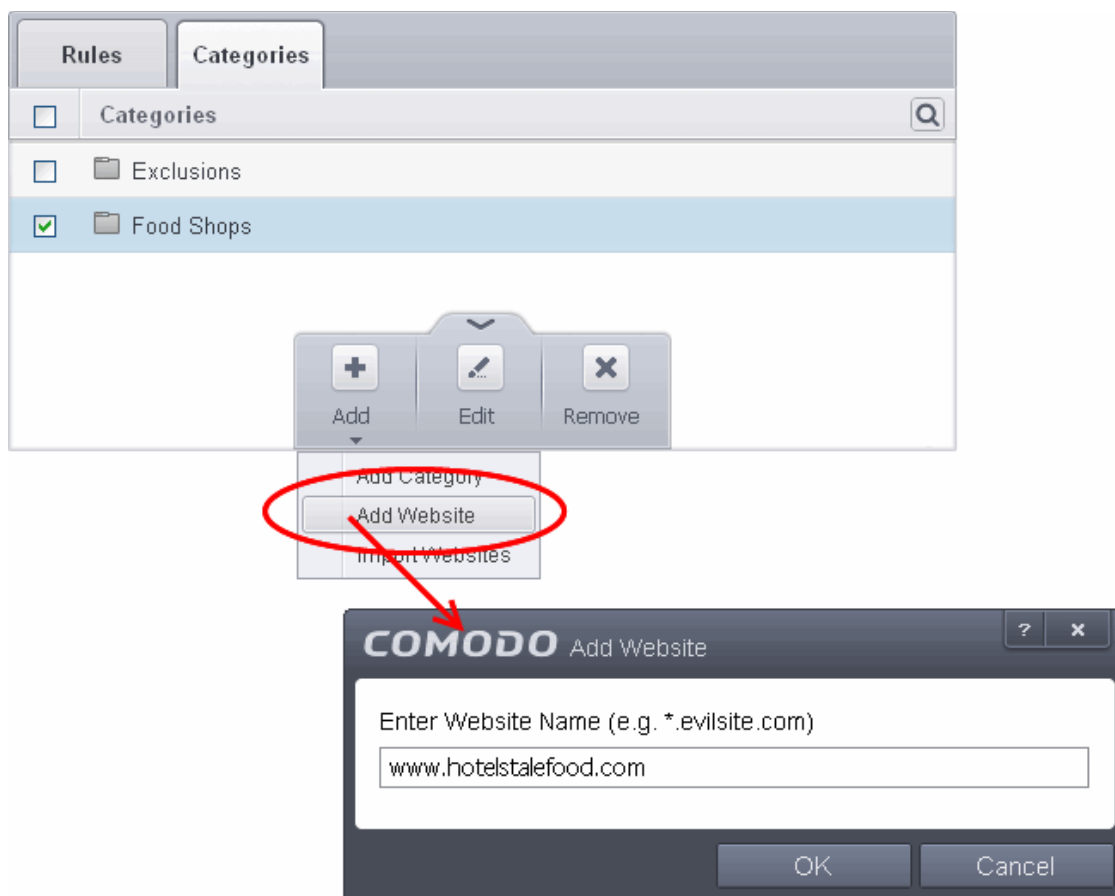 Rules Categories
Categories
Exclusions
Food Shops
Add Edit Remove
Add Category
Add Website
Import Websites
COMODO Add Website ?
Enter Website Name (e.g. *.evilsite.com)
www.hotelstalefood.com
OK Cancel